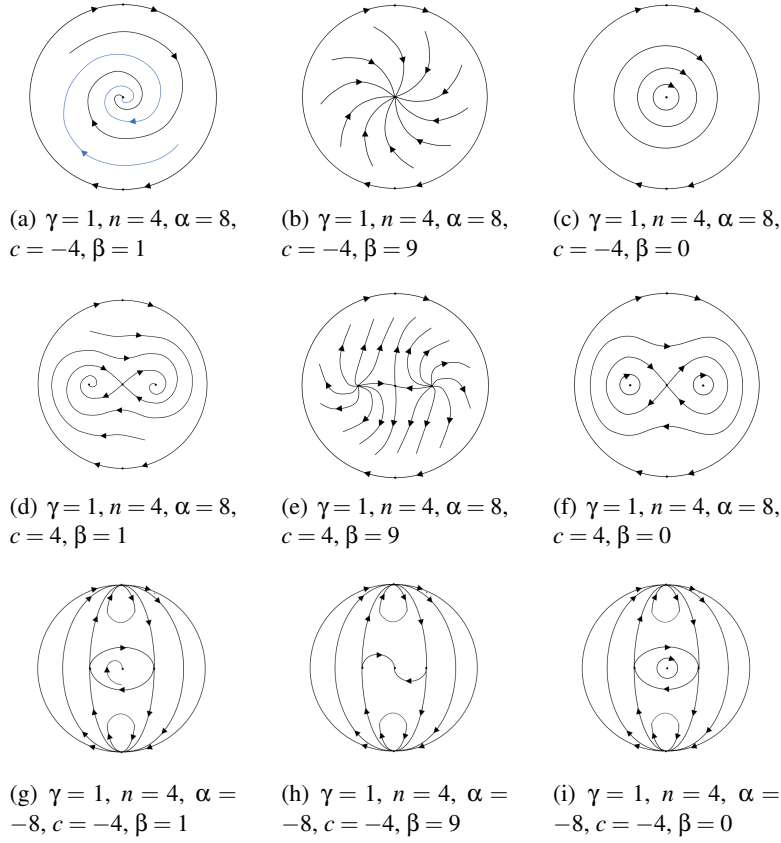 (a) γ = 1, n = 4, α = 8,
c = −4, β = 1
(b) γ = 1, n = 4, α = 8,
c = −4, β = 9
(c) γ = 1, n = 4, α = 8,
c = −4, β = 0
(d) γ = 1, n = 4, α = 8,
c = 4, β = 1
(e) γ = 1, n = 4, α = 8,
c = 4, β = 9
(f) γ = 1, n = 4, α = 8,
c = 4, β = 0
(g) γ = 1, n = 4, α =
−8, c = −4, β = 1
(h) γ = 1, n = 4, α =
−8, c = −4, β = 9
(i) γ = 1, n = 4, α =
−8, c = −4, β = 0